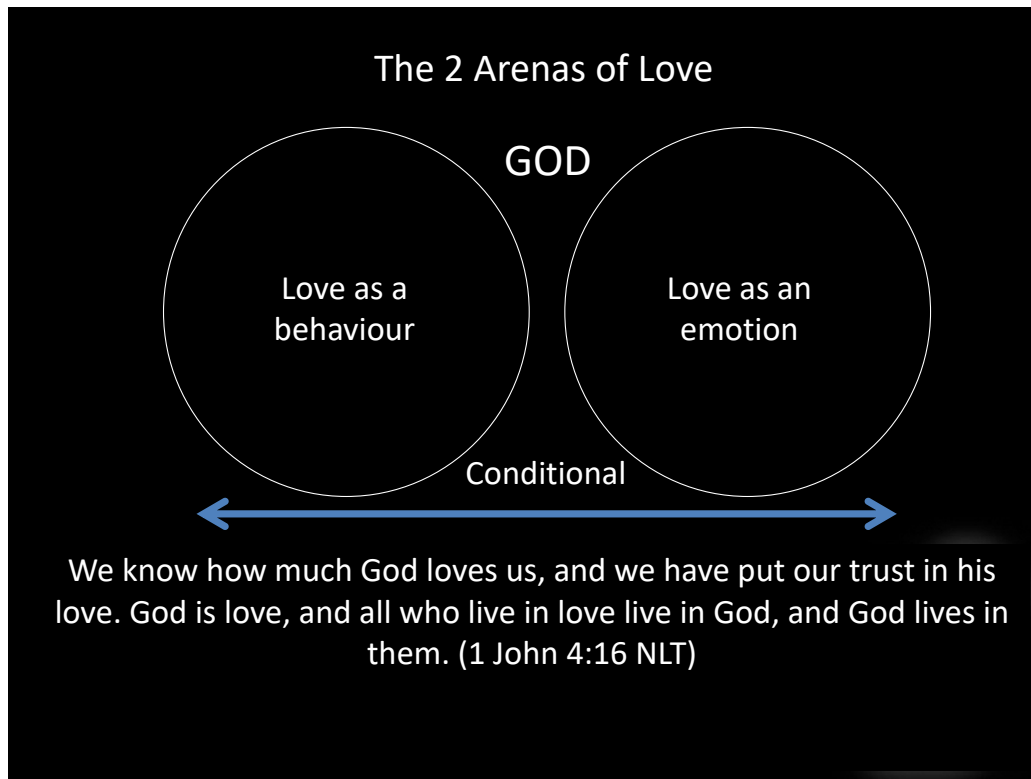 The 2 Arenas of Love
GOD
Love as a
behaviour
Love as an
emotion
Conditional
We know how much God loves us, and we have put our trust in his
love. God is love, and all who live in love live in God, and God lives in
them. (1 John 4:16 NLT)